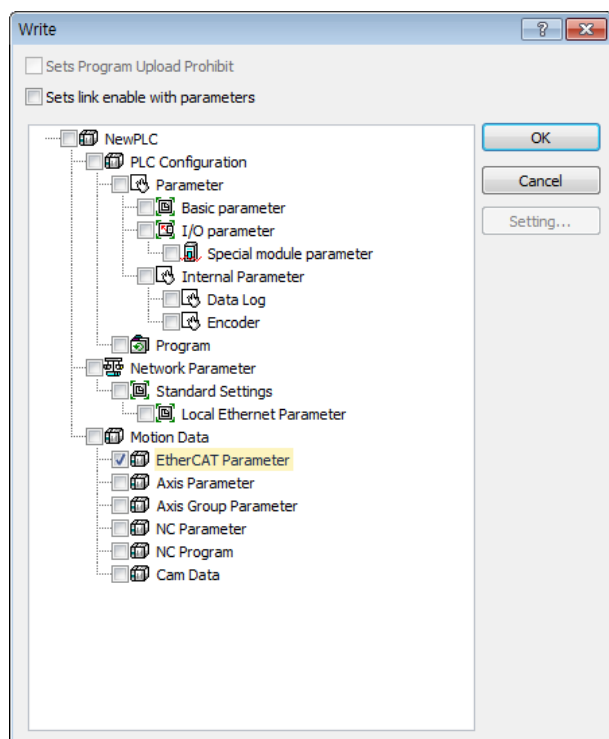 Write
Sets Program Upload Prohibit
Sets link enable with parameters
NewPLC
OK
PLC Configuration
Parameter
Cancel
Basic parameter
I/O parameter
Setting...
Special module parameter
Internal Parameter
Data Log
Encoder
Program
Network Parameter
Standard Settings
Local Ethernet Parameter
Motion Data
EtherCAT Parameter
Axis Parameter
Axis Group Parameter
NC Parameter
NC Program
Cam Data